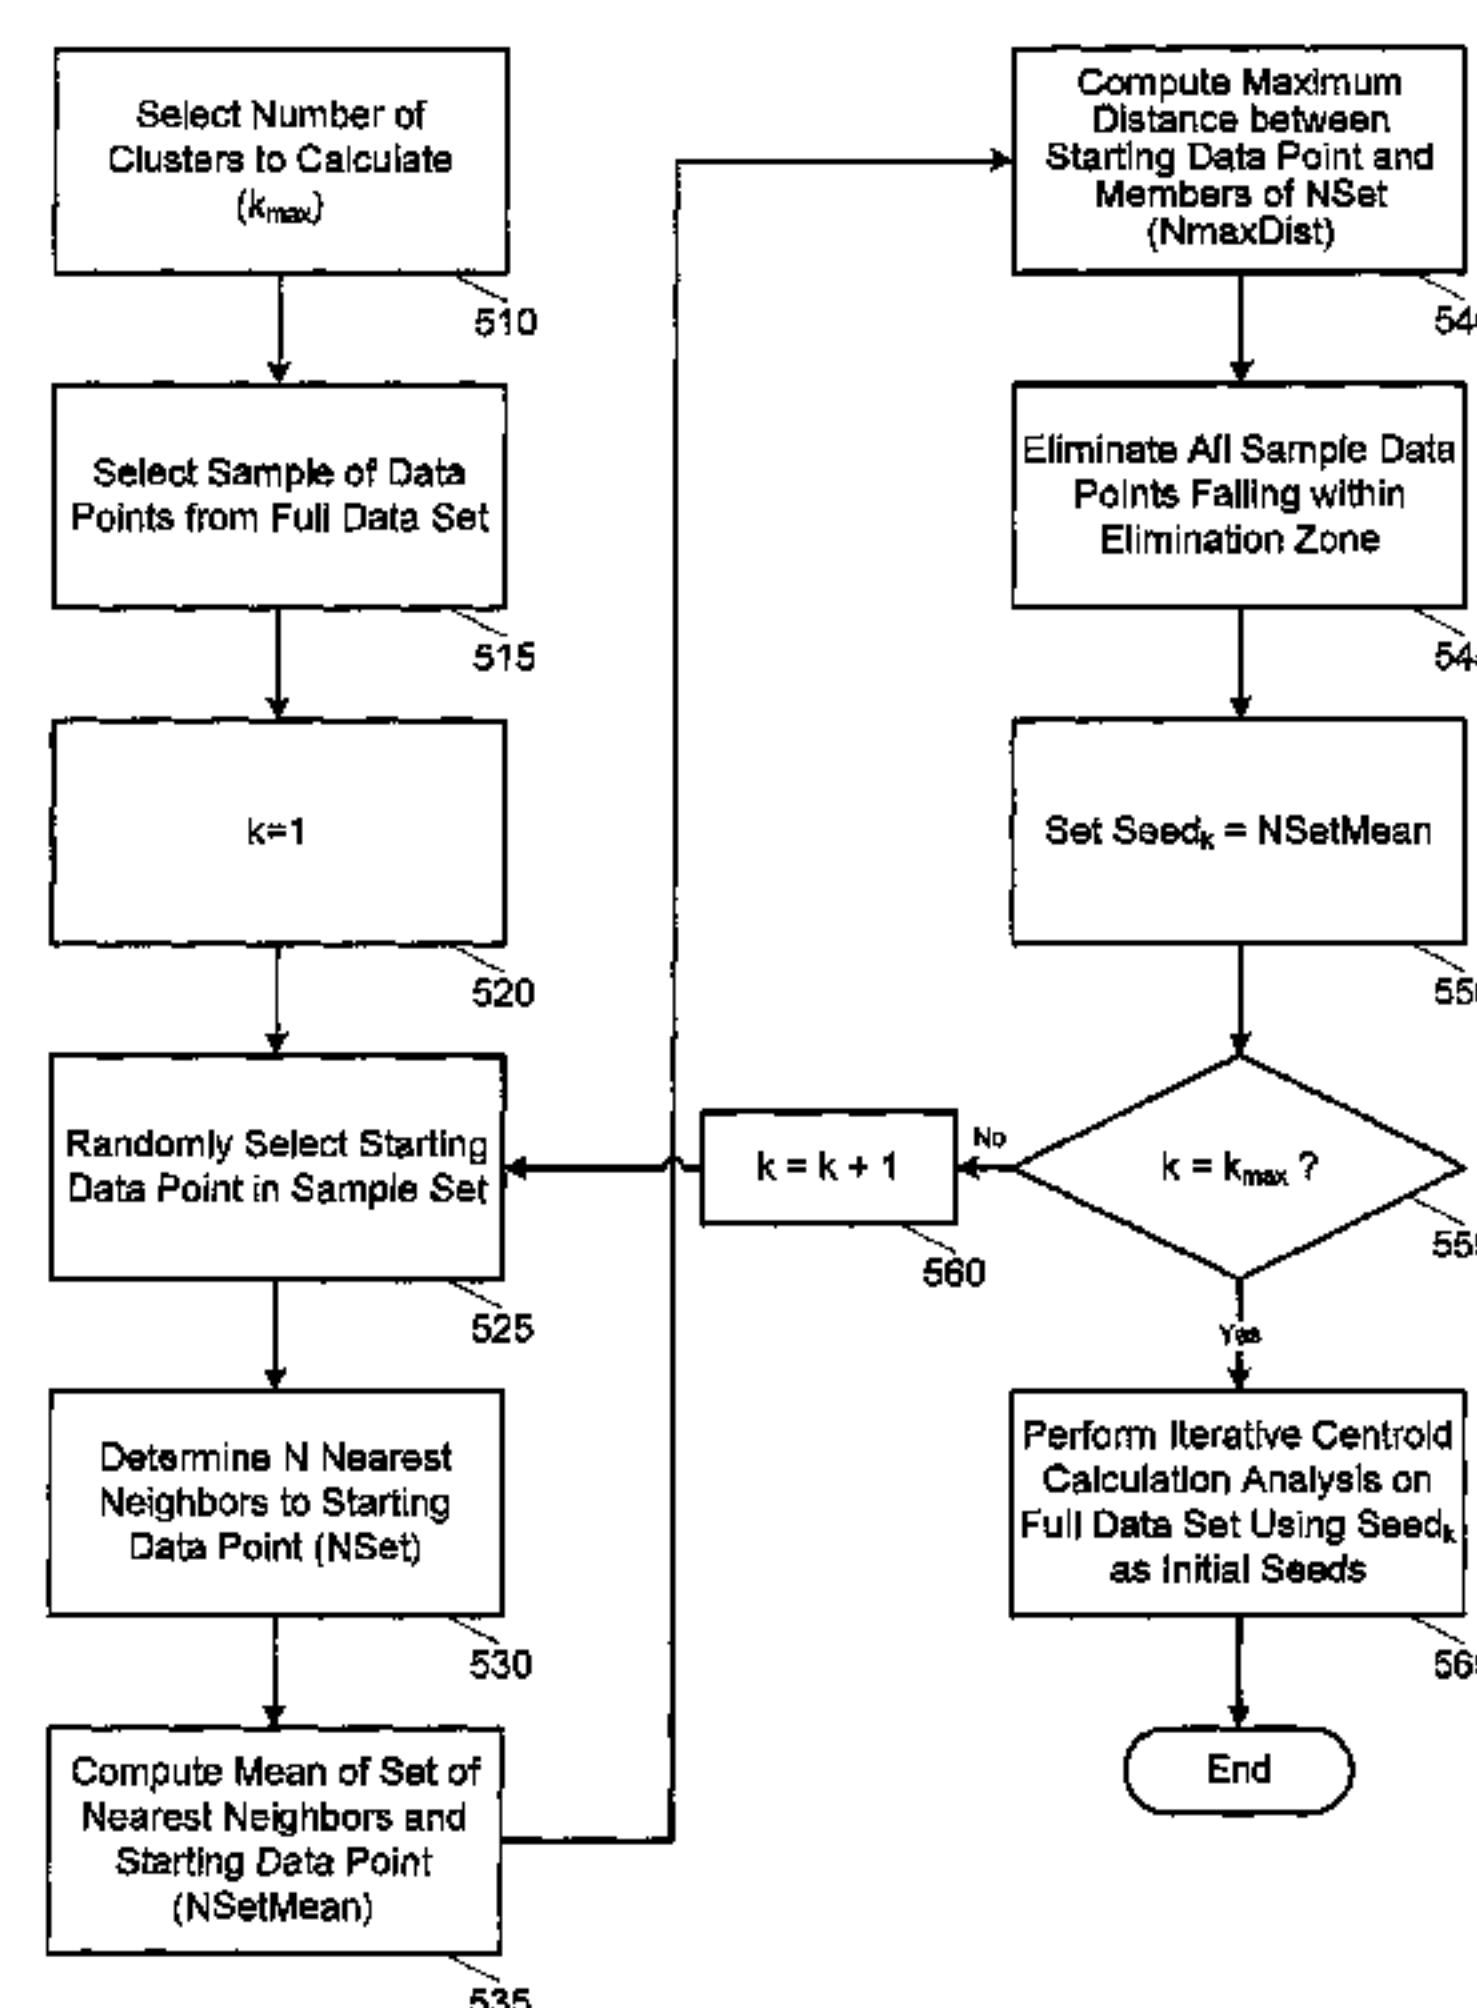 Select Number of
Clusters to Calculate
(kmax)
510
Select Sample of Data
Points from Full Data Set
515
k=1
520
Randomly Select Starting
Data Point in Sample Set
525
Determine N Nearest
Neighbors to Starting
Data Point (NSet)
530
Compute Mean of Set of
Nearest Neighbors and
Starting Data Point
(NSetMean)
535
Compute Maximum
Distance between
Starting Data Point and
Members of NSet
(NmaxDist)
Eliminate All Sample Data
Points Falling within
Elimination Zone
Set Seedk = NSetMean
k = kmax ?
No
k = k + 1
560
Yes
Perform Iterative Centroid
Calculation Analysis on
Full Data Set Using Seedk
as Initial Seeds
End